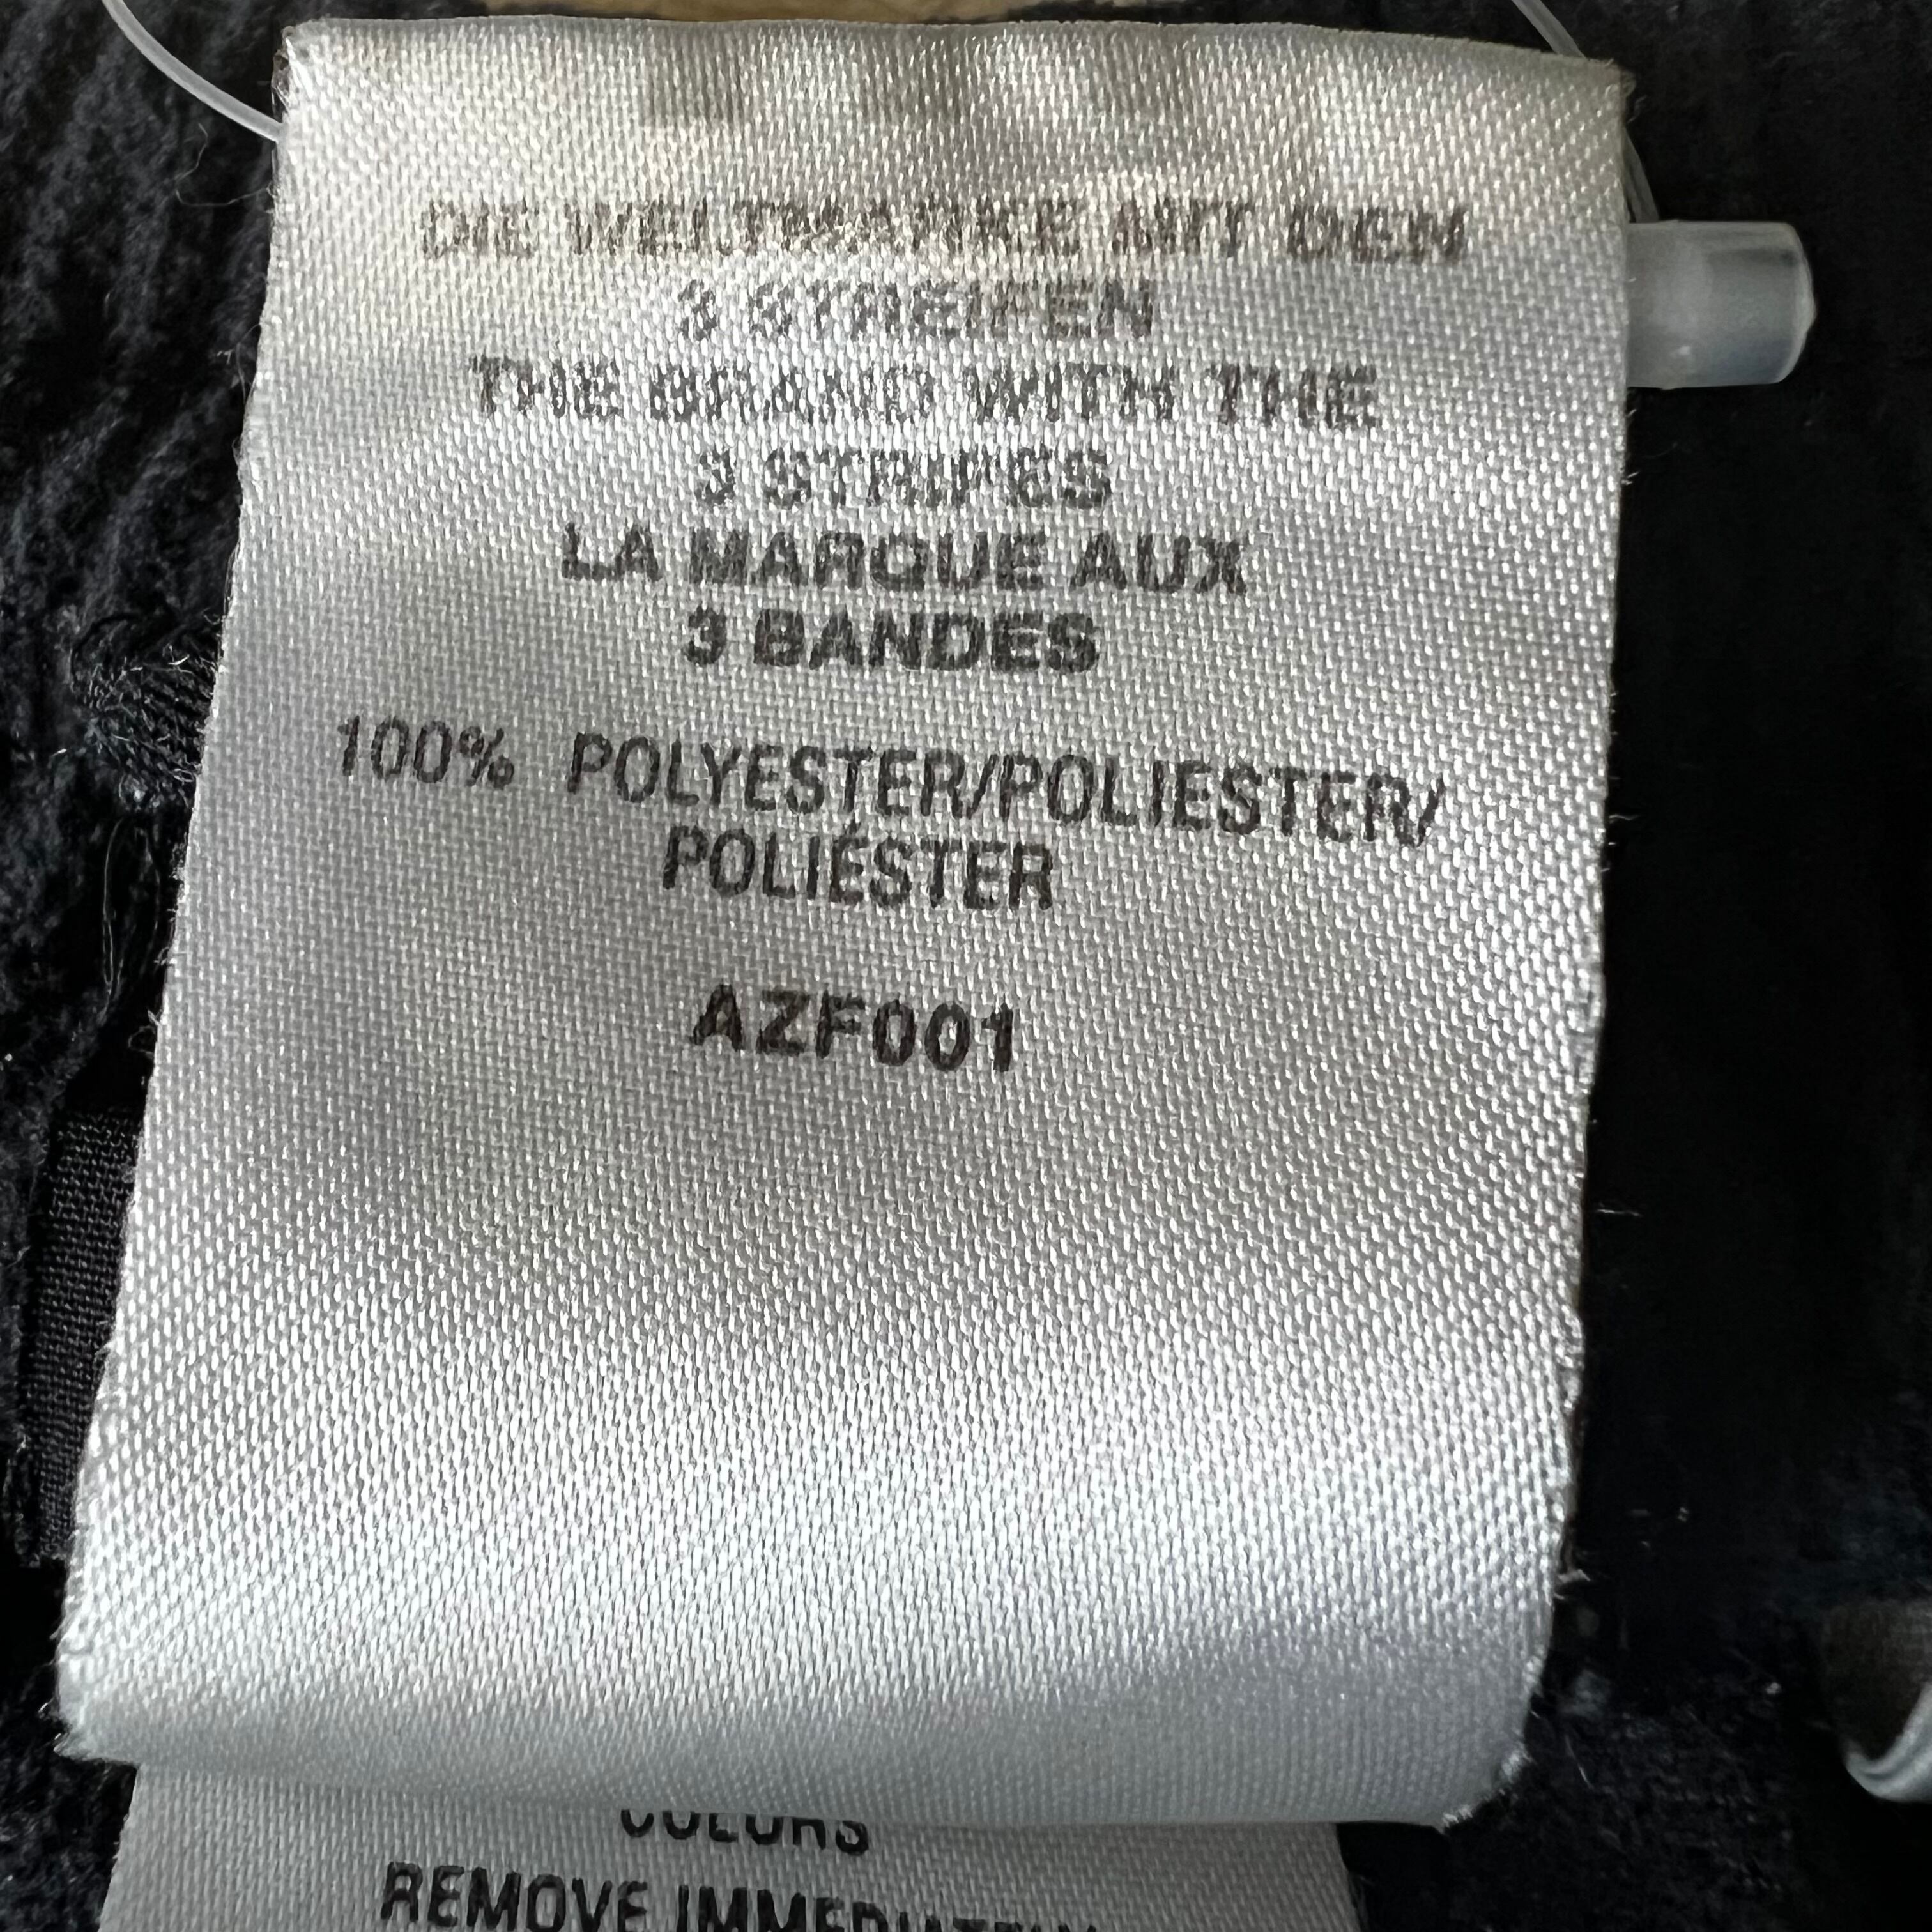 DIE WELTMARKE MIT DEN
3 STREIFEN
THE BRAND WITH THE
3 STRIPES
LA MARQUE AUX
3 BANDES
100% POLYESTER/POLIESTER/
POLIÉSTER
AZF001
COLORS
REMOVE IMMEDIATELY